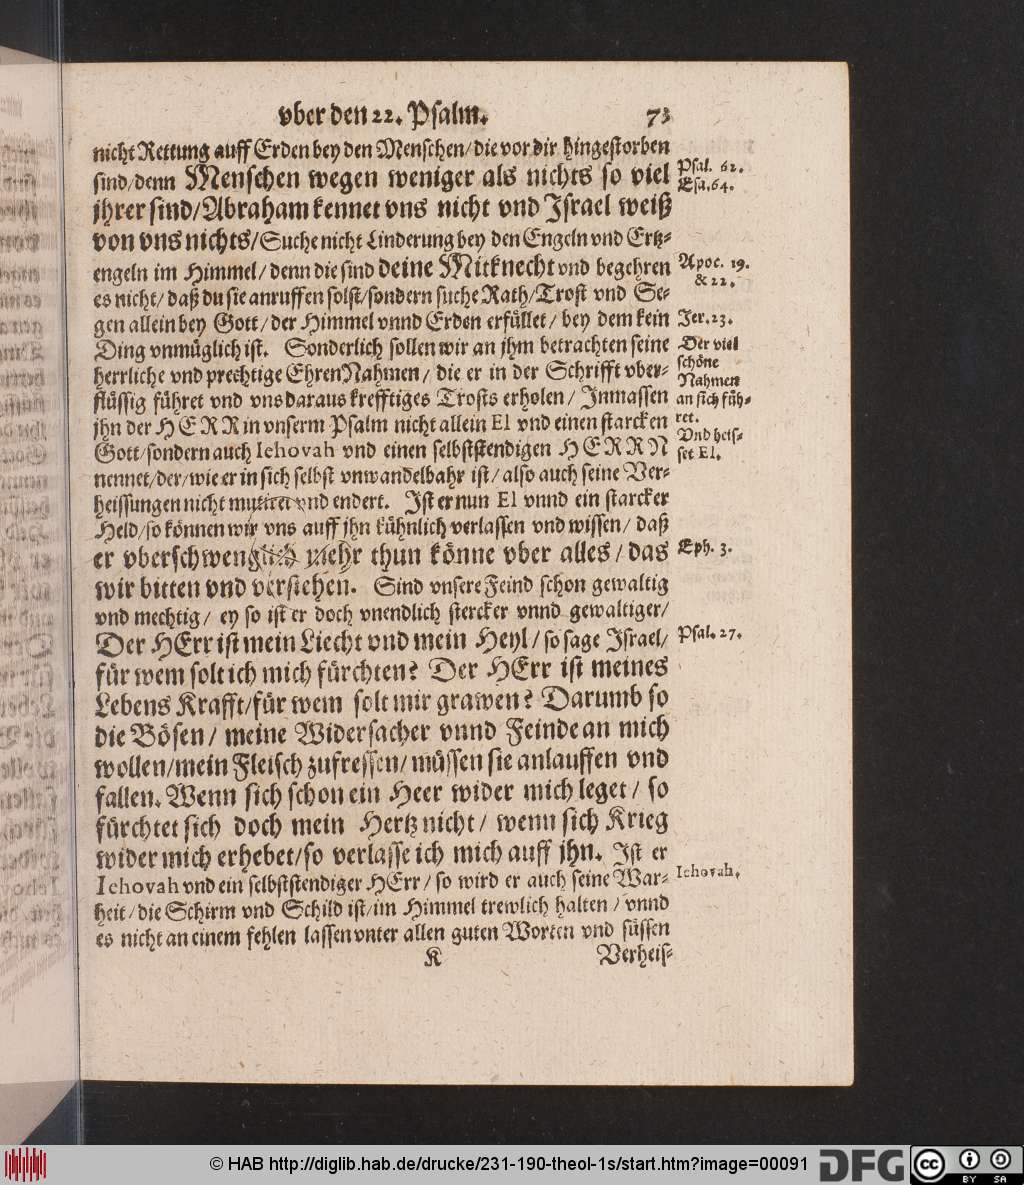 vber den 22. Psalm. 73
nicht Rettung auff Erden bey den Menschen/ die vor dir hingestorben
sind/ denn Menschen wegen weniger als nichts so viel
Psal. 62.
Esa. 64.
jhrer sind/ Abraham kennet vns nicht vnd Israel weiß
von vns nichts/ Suche nicht Linderung bey den Engeln vnd Ertz-
engeln im Himmel/ denn die sind deine Mitknecht vnd begehren
Apoc. 19.
& 22.
es nicht/ daß du sie anruffen solst/ sondern suche Rath/ Trost vnd Se-
gen allein bey Gott/ der Himmel vnnd Erden erfüllet/ bey dem kein
Jer. 23.
Ding vnmüglich ist. Sonderlich sollen wir an jhm betrachten seine
Der viel
schöne
Nahmen
an sich füh-
ret.
herrliche vnd prechtige EhrenNahmen/ die er in der Schrifft vber-
flüssig führet vnd vns daraus krefftiges Trosts erholen/ Inmassen
jhn der HERR in vnserm Psalm nicht allein El vnd einen starcken
Vnd heis-
set El.
Gott/ sondern auch Iehovah vnd einen selbststendigen HERRN
nennet/ der/ wie er in sich selbst vnwandelbahr ist/ also auch seine Ver-
heissungen nicht mutiret vnd endert. Ist er nun El vnnd ein starcker
Held/ so können wir vns auff jhn kühnlich verlassen vnd wissen/ daß
er vberschwenglich mehr thun könne vber alles/ das
Eph. 3.
wir bitten vnd verstehen. Sind vnsere Feind schon gewaltig
vnd mechtig/ ey so ist er doch vnendlich stercker vnnd gewaltiger/
Der HErr ist mein Liecht vnd mein Heyl/ so sage Israel/
Psal. 27.
für wem solt ich mich fürchten? Der HErr ist meines
Lebens Krafft/ für wem solt mir grawen? Darumb so
die Bösen/ meine Widersacher vnnd Feinde an mich
wollen/ mein Fleisch zufressen/ müssen sie anlauffen vnd
fallen. Wenn sich schon ein Heer wider mich leget/ so
fürchtet sich doch mein Hertz nicht/ wenn sich Krieg
wider mich erhebet/ so verlasse ich mich auff jhn. Ist er
Iehovah vnd ein selbststendiger HErr/ so wird er auch seine War-
Iehovah.
heit/ die Schirm vnd Schild ist/ im Himmel trewlich halten/ vnnd
es nicht an einem fehlen lassen vnter allen guten Worten vnd süssen
K Verheis-
© HAB http://diglib.hab.de/drucke/231-190-theol-1s/start.htm?image=00091 DFG cc BY SA